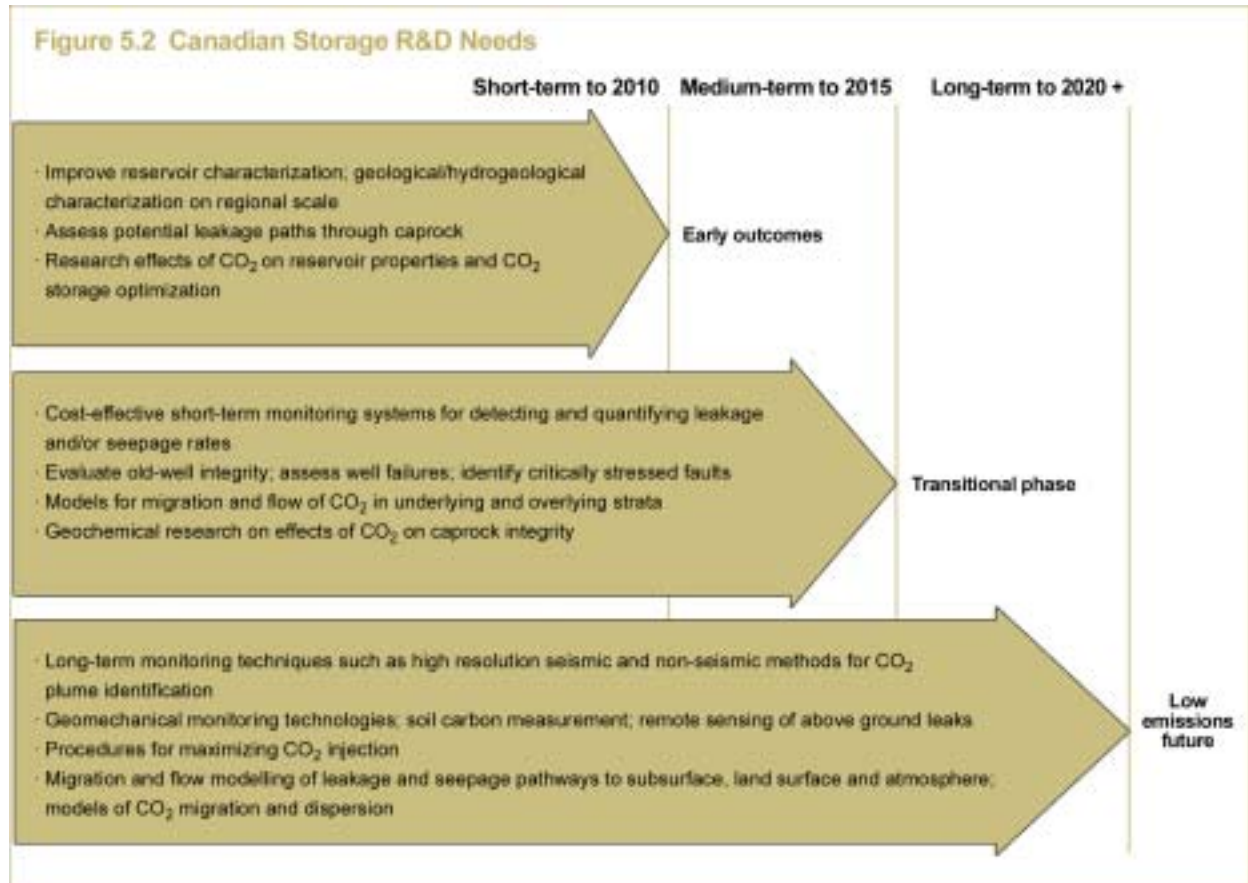 Figure 5.2 Canadian Storage R&D Needs
Short-term to 2010 Medium-term to 2015 Long-term to 2020 +
· Improve reservoir characterization; geological/hydrogeological
characterization on regional scale
· Assess potential leakage paths through caprock
· Research effects of CO₂ on reservoir properties and CO₂
storage optimization
Early outcomes
· Cost-effective short-term monitoring systems for detecting and quantifying leakage
and/or seepage rates
· Evaluate old-well integrity; assess well failures; identify critically stressed faults
· Models for migration and flow of CO₂ in underlying and overlying strata
· Geochemical research on effects of CO₂ on caprock integrity
Transitional phase
· Long-term monitoring techniques such as high resolution seismic and non-seismic methods for CO₂
plume identification
· Geomechanical monitoring technologies; soil carbon measurement; remote sensing of above ground leaks
· Procedures for maximizing CO₂ injection
· Migration and flow modelling of leakage and seepage pathways to subsurface, land surface and atmosphere;
models of CO₂ migration and dispersion
Low
emissions
future